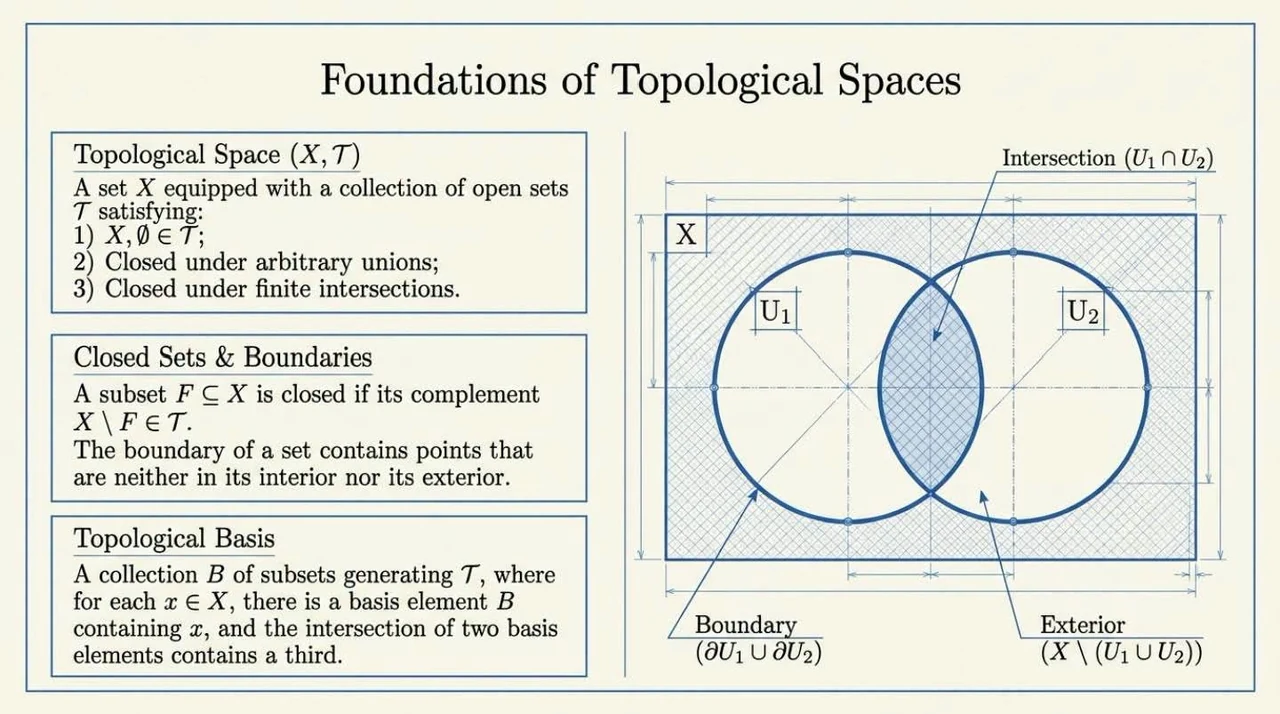 Foundations of Topological Spaces
Topological Space (X, 𝒯)
A set X equipped with a collection of open sets
𝒯 satisfying:
1) X, ∅ ∈ 𝒯;
2) Closed under arbitrary unions;
3) Closed under finite intersections.
Closed Sets & Boundaries
A subset F ⊆ X is closed if its complement
X \ F ∈ 𝒯.
The boundary of a set contains points that
are neither in its interior nor its exterior.
Topological Basis
A collection B of subsets generating 𝒯, where
for each x ∈ X, there is a basis element B
containing x, and the intersection of two basis
elements contains a third.
Intersection (U₁ ∩ U₂)
X
U₁
U₂
Boundary
(∂U₁ ∪ ∂U₂)
Exterior
(X \ (U₁ ∪ U₂))